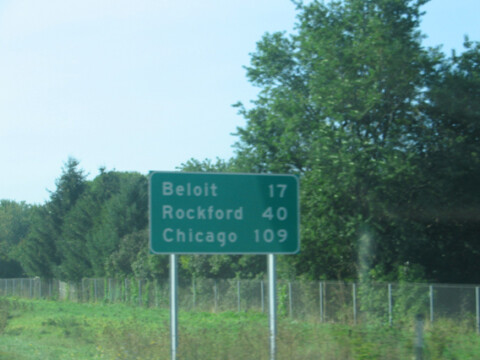 Beloit 17
Rockford 40
Chicago 109